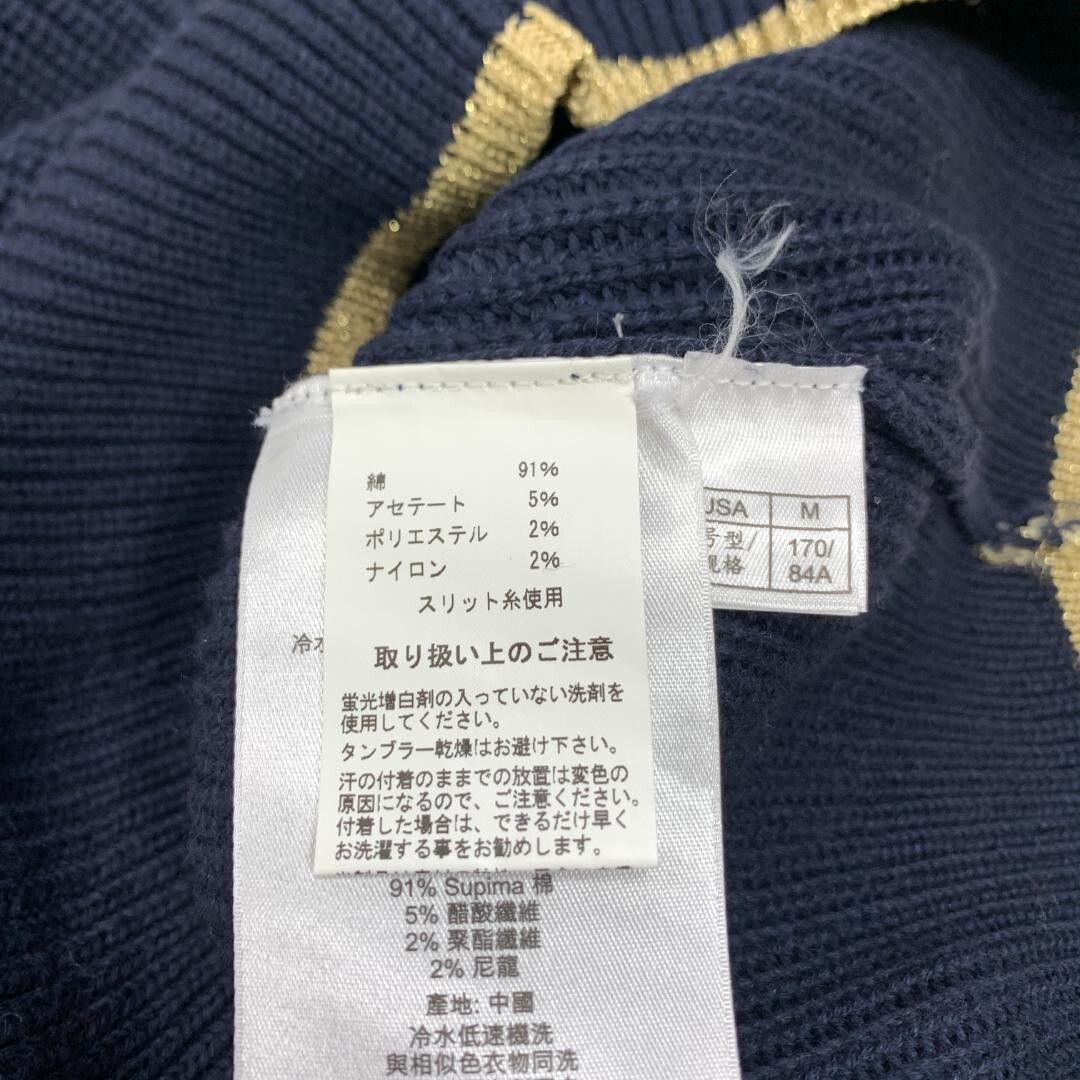 綿 91%
アセテート 5%
ポリエステル 2%
ナイロン 2%
スリット糸使用
取り扱い上のご注意
蛍光増白剤の入っていない洗剤を
使用してください。
タンブラー乾燥はお避け下さい。
汗の付着のままでの放置は変色の
原因になるので、ご注意ください。
付着した場合は、できるだけ早く
お洗濯する事をお勧めします。
USA M
号型/ 170/
规格 84A
冷水
91% Supima 棉
5% 醋酸纖維
2% 聚酯纖維
2% 尼龍
產地: 中國
冷水低速機洗
與相似色衣物同洗